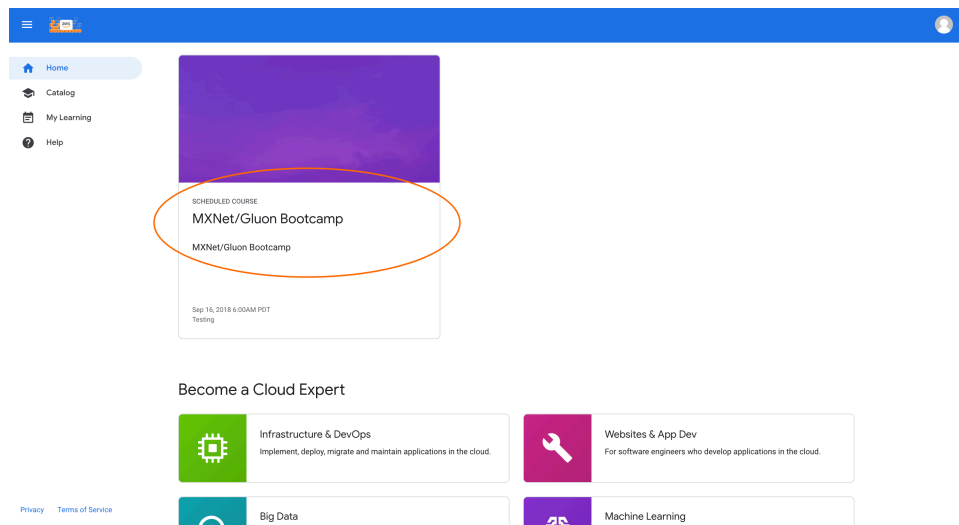 aws
Home
Catalog
My Learning
Help
SCHEDULED COURSE
MXNet/Gluon Bootcamp
MXNet/Gluon Bootcamp
Sep 16, 2018 6:00AM PDT
Testing
Become a Cloud Expert
Infrastructure & DevOps
Implement, deploy, migrate and maintain applications in the cloud.
Websites & App Dev
For software engineers who develop applications in the cloud.
Big Data
Machine Learning
Privacy Terms of Service